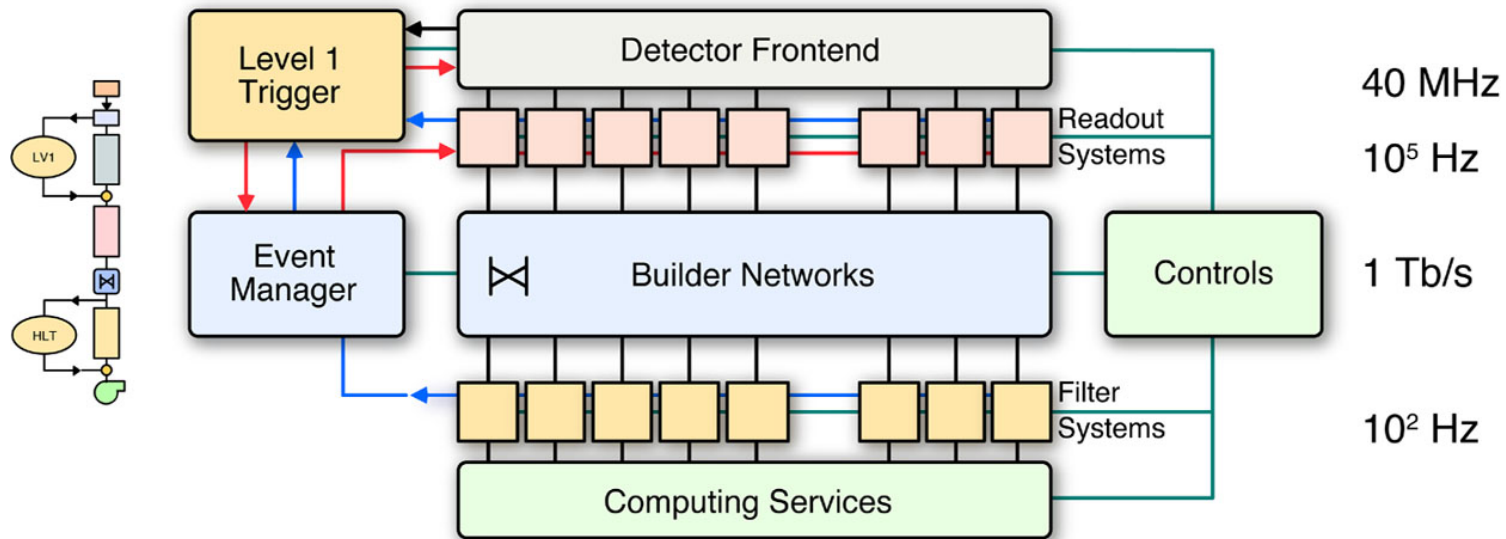 Level 1
Trigger
Detector Frontend
40 MHz
LV1
Readout
Systems
10⁵ Hz
Event
Manager
Builder Networks
Controls
1 Tb/s
HLT
Filter
Systems
10² Hz
Computing Services